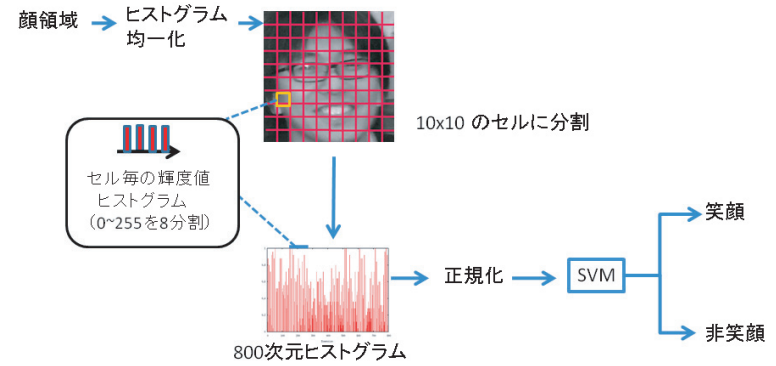 顔領域
ヒストグラム
均一化
10x10 のセルに分割
セル毎の輝度値
ヒストグラム
（0~255を8分割）
正規化
SVM
笑顔
非笑顔
800次元ヒストグラム